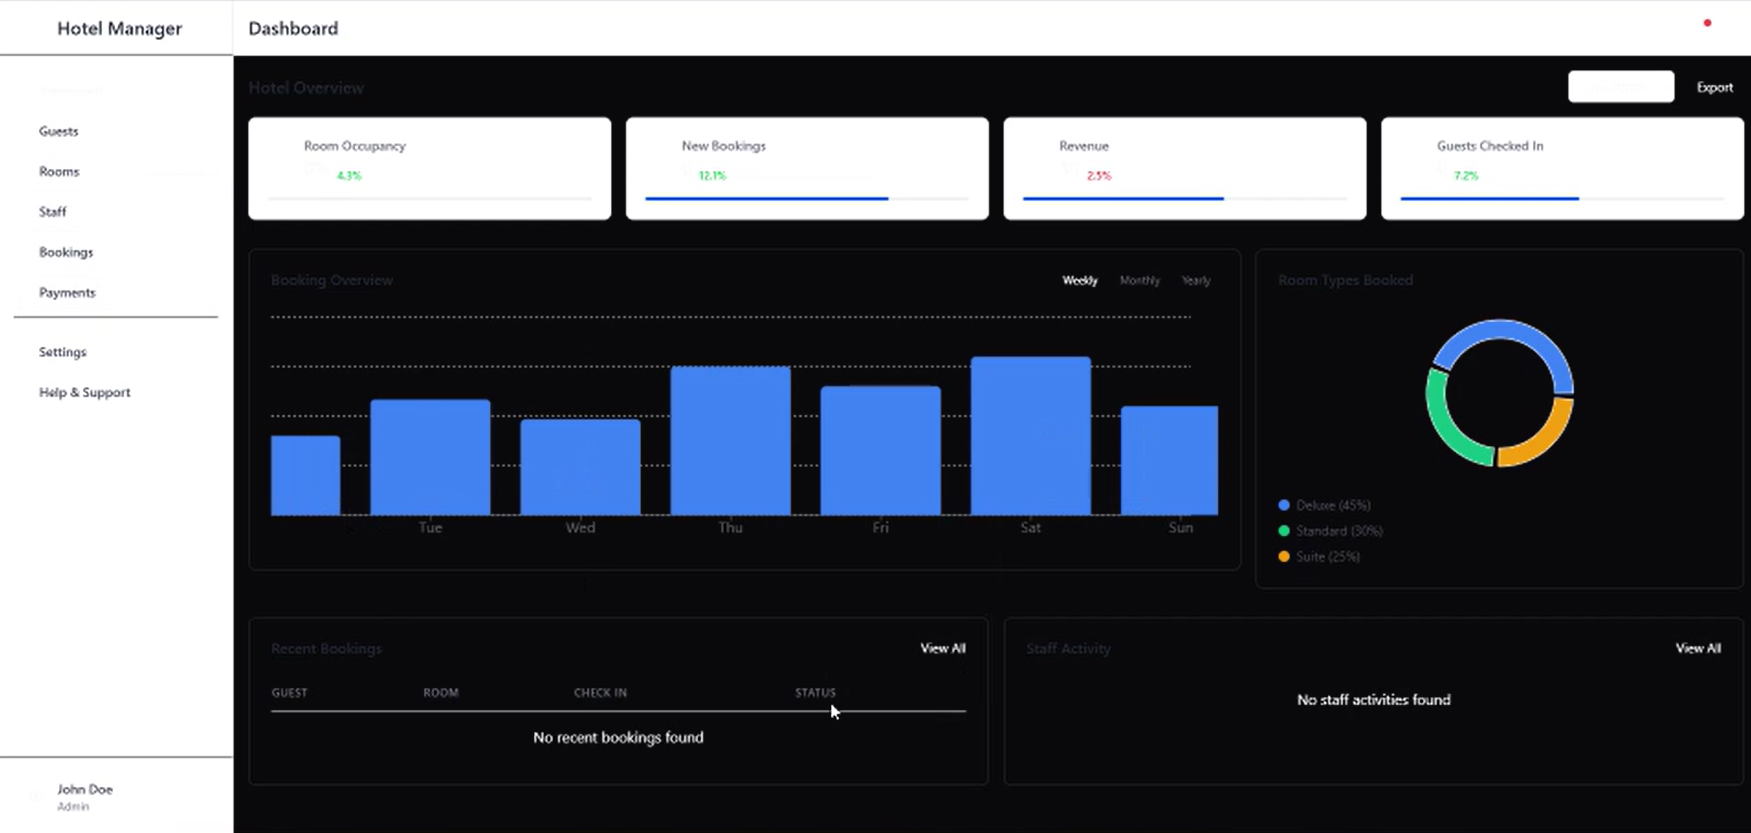 Hotel Manager
Dashboard
Hotel Overview
Export
Guests
Rooms
Staff
Bookings
Payments
Settings
Help & Support
John Doe
Admin
Room Occupancy
4.3%
New Bookings
12.1%
Revenue
2.5%
Guests Checked In
7.2%
Booking Overview
Weekly Monthly Yearly
Tue Wed Thu Fri Sat Sun
Room Types Booked
Deluxe (45%)
Standard (30%)
Suite (25%)
Recent Bookings
View All
GUEST ROOM CHECK IN STATUS
No recent bookings found
Staff Activity
View All
No staff activities found